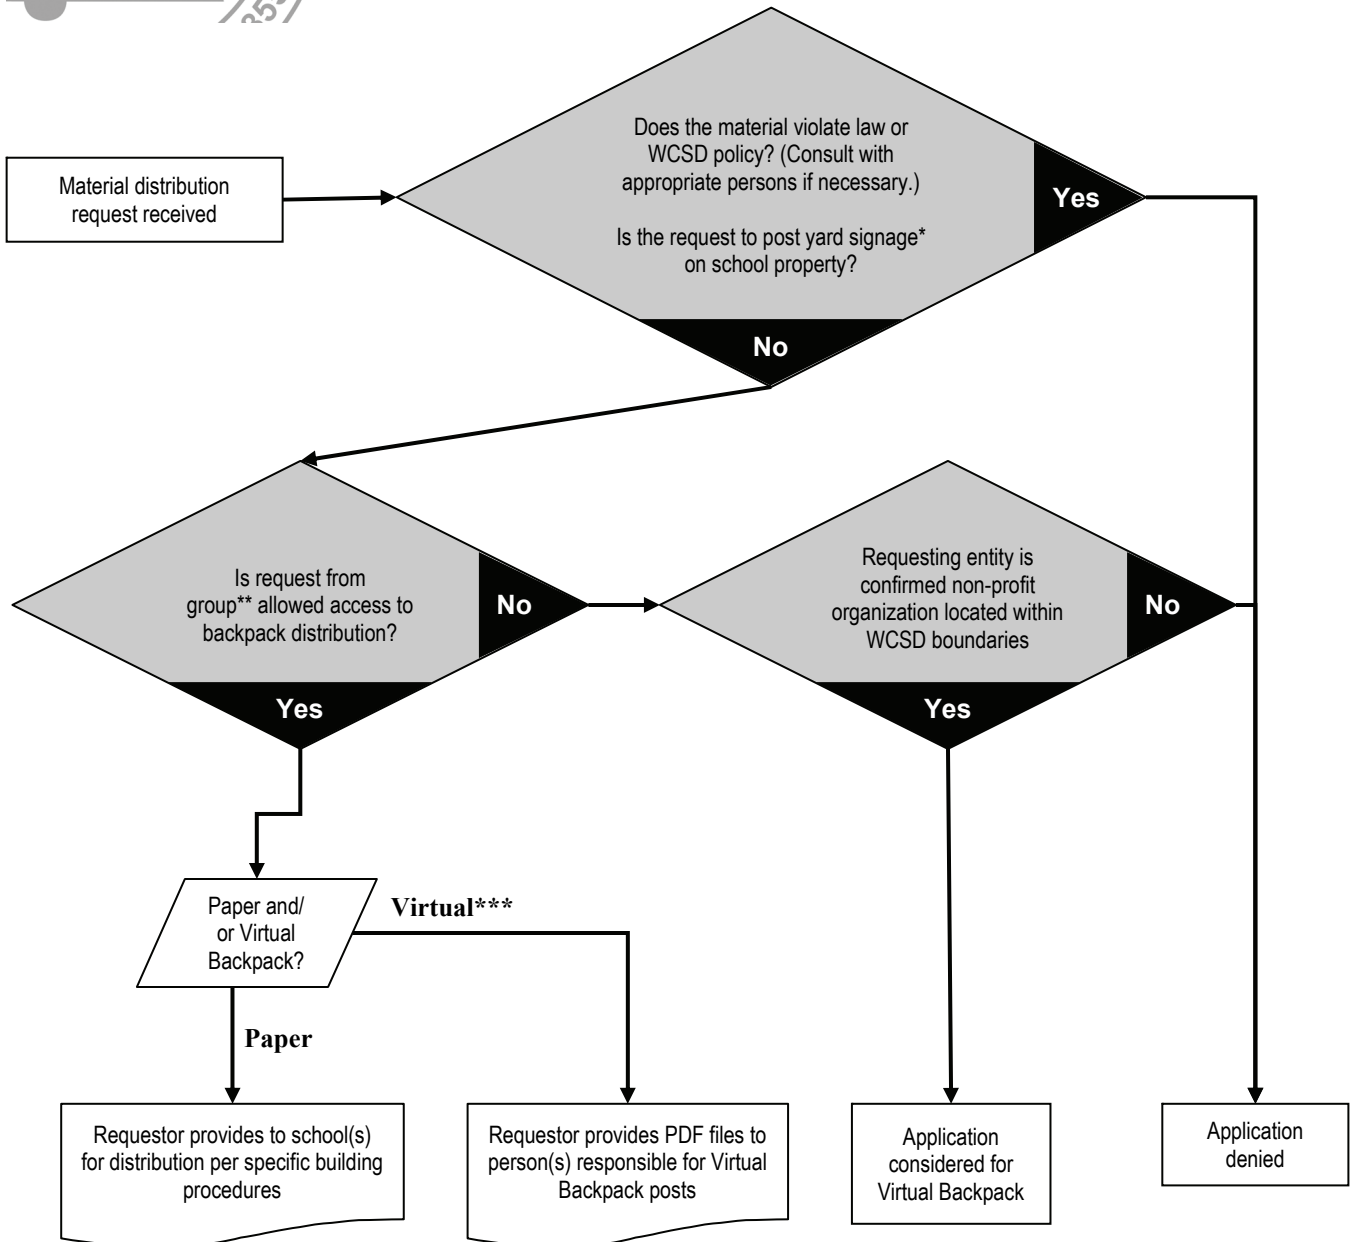 Does the material violate law or
WCSD policy? (Consult with
appropriate persons if necessary.)
Is the request to post yard signage*
on school property?
Yes
No
Material distribution
request received
Is request from
group** allowed access to
backpack distribution?
No
Yes
Requesting entity is
confirmed non-profit
organization located within
WCSD boundaries
No
Yes
Paper and/
or Virtual
Backpack?
Virtual***
Paper
Requestor provides to school(s)
for distribution per specific building
procedures
Requestor provides PDF files to
person(s) responsible for Virtual
Backpack posts
Application
considered for
Virtual Backpack
Application
denied